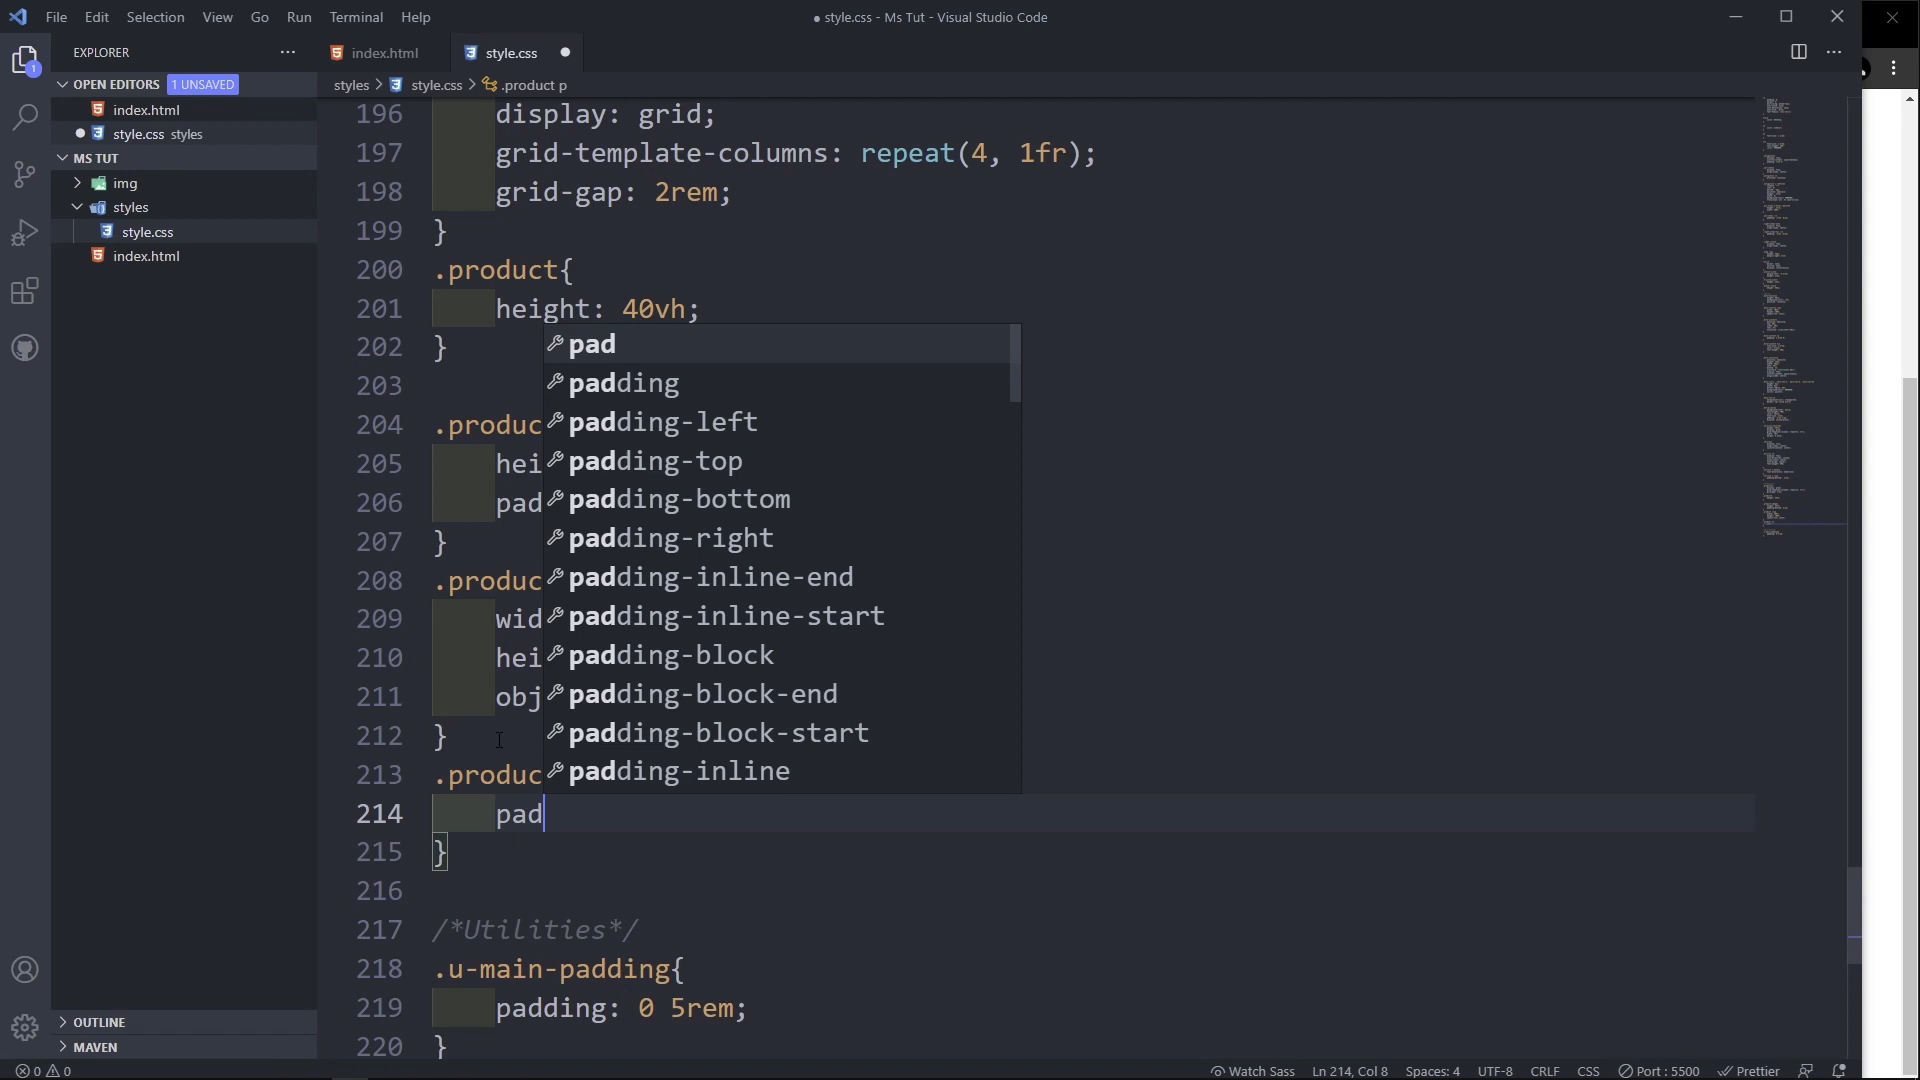 File Edit Selection View Go Run Terminal Help
● style.css - Ms Tut - Visual Studio Code
EXPLORER
index.html
style.css
OPEN EDITORS 1 UNSAVED
styles > style.css > .product p
index.html
style.css styles
MS TUT
img
styles
style.css
index.html
196 display: grid;
197 grid-template-columns: repeat(4, 1fr);
198 grid-gap: 2rem;
199 }
200 .product{
201 height: 40vh;
202 }
203
204 .produc
205 hei
206 pad
207 }
208 .produc
209 wid
210 hei
211 obj
212 }
213 .produc
214 pad
215 }
216
217 /*Utilities*/
218 .u-main-padding{
219 padding: 0 5rem;
220 }
pad
padding
padding-left
padding-top
padding-bottom
padding-right
padding-inline-end
padding-inline-start
padding-block
padding-block-end
padding-block-start
padding-inline
OUTLINE
MAVEN
0 0
Watch Sass Ln 214, Col 8 Spaces: 4 UTF-8 CRLF CSS Port : 5500 Prettier
1